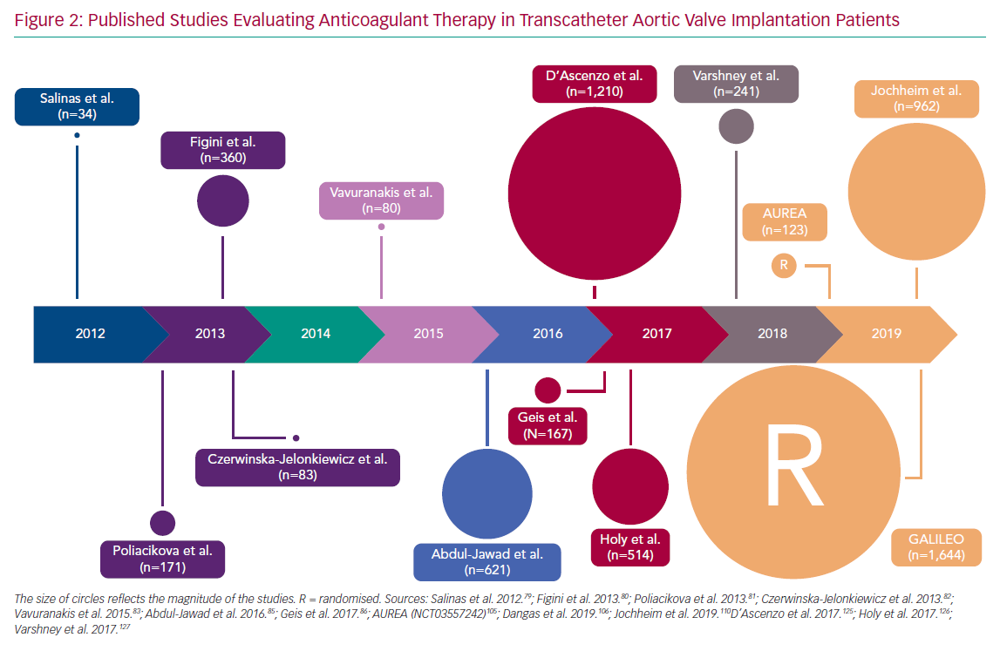 Figure 2: Published Studies Evaluating Anticoagulant Therapy in Transcatheter Aortic Valve Implantation Patients
Salinas et al.
(n=34)
Figini et al.
(n=360)
Vavuranakis et al.
(n=80)
D'Ascenzo et al.
(n=1,210)
Varshney et al.
(n=241)
Jochheim et al.
(n=962)
AUREA
(n=123)
R
2012
2013
2014
2015
2016
2017
2018
2019
Poliacikova et al.
(n=171)
Czerwinska-Jelonkiewicz et al.
(n=83)
Abdul-Jawad et al.
(n=621)
Geis et al.
(N=167)
Holy et al.
(n=514)
R
GALILEO
(n=1,644)
The size of circles reflects the magnitude of the studies. R = randomised. Sources: Salinas et al. 2012.79; Figini et al. 2013.80; Poliacikova et al. 2013.81; Czerwinska-Jelonkiewicz et al. 2013.82;
Vavuranakis et al. 2015.83; Abdul-Jawad et al. 2016.85; Geis et al. 2017.86; AUREA (NCT03557242)105; Dangas et al. 2019.106; Jochheim et al. 2019.110D'Ascenzo et al. 2017.125; Holy et al. 2017.126;
Varshney et al. 2017.127